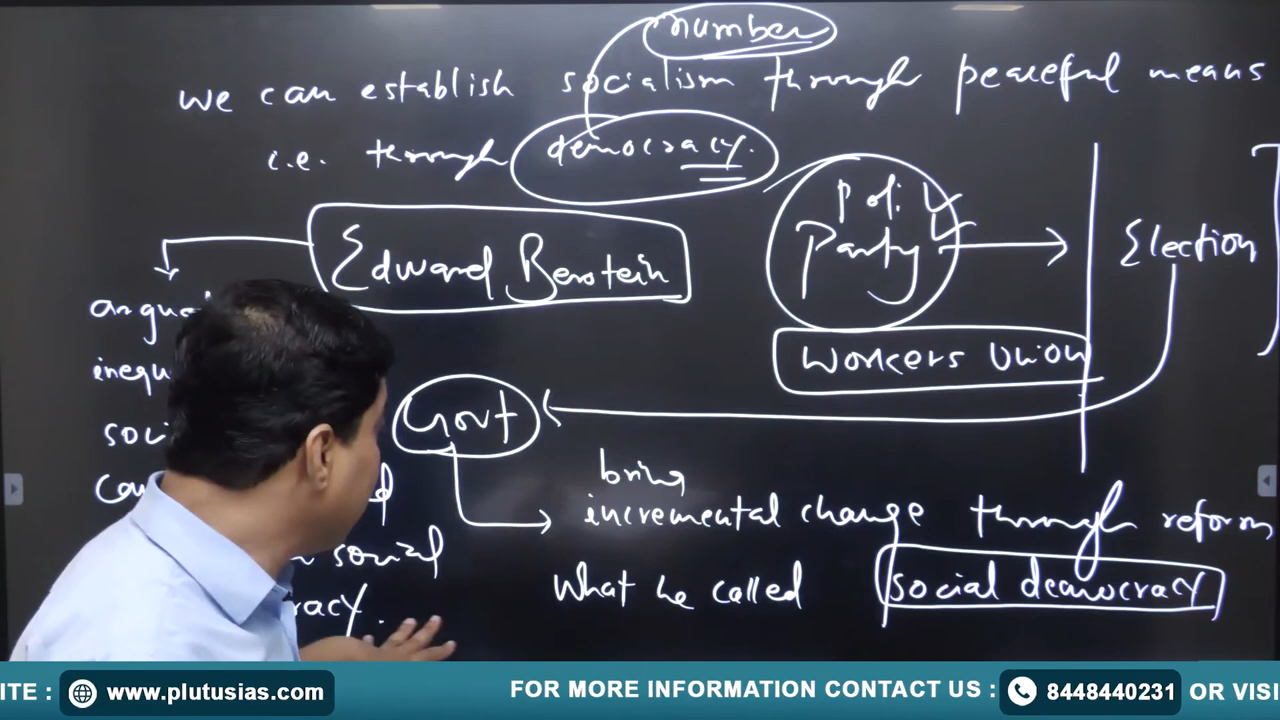 number
we can establish socialism through peaceful means
i.e. through democracy.
Poli
Party
Election
Edward Benstein
Workers Union
Govt
bring
incremental change through reform
What he called social democracy
social
SITE : www.plutusias.com FOR MORE INFORMATION CONTACT US : 8448440231 OR VISI